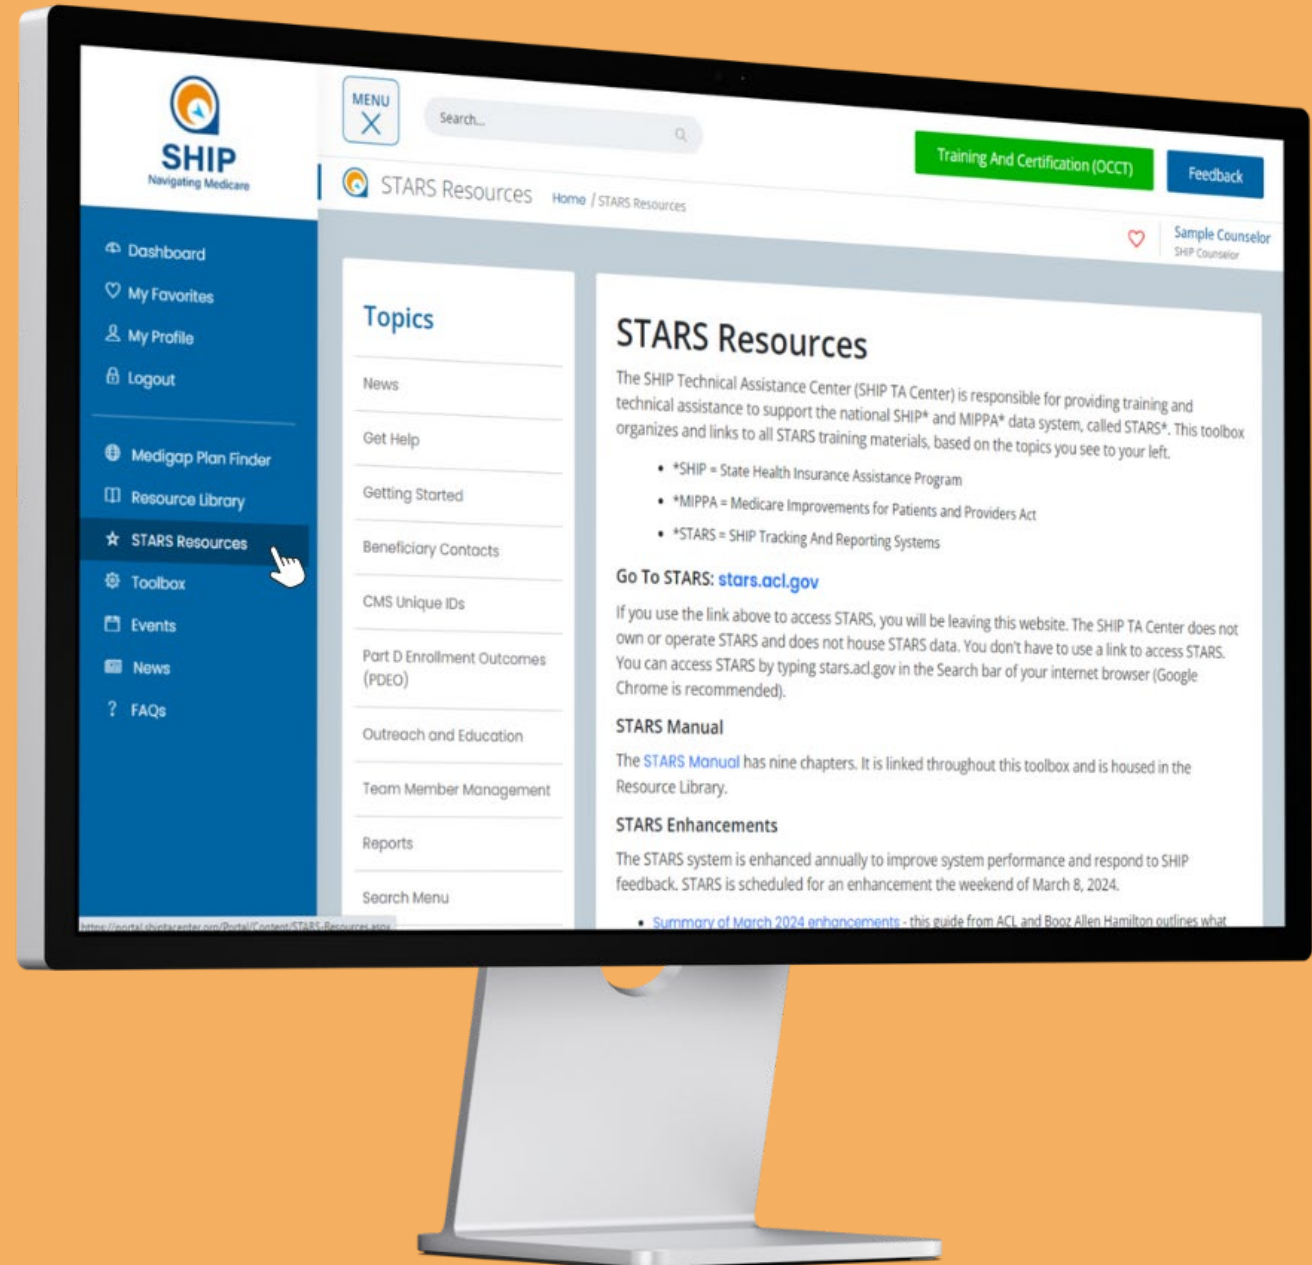 SHIP
Navigating Medicare
Dashboard
My Favorites
My Profile
Logout
Medigap Plan Finder
Resource Library
STARS Resources
Toolbox
Events
News
FAQs
MENU
Search...
Training And Certification (OCCT)
Feedback
STARS Resources Home / STARS Resources
Sample Counselor
SHIP Counselor
Topics
News
Get Help
Getting Started
Beneficiary Contacts
CMS Unique IDs
Part D Enrollment Outcomes
(PDEO)
Outreach and Education
Team Member Management
Reports
Search Menu
STARS Resources
The SHIP Technical Assistance Center (SHIP TA Center) is responsible for providing training and
technical assistance to support the national SHIP* and MIPPA* data system, called STARS*. This toolbox
organizes and links to all STARS training materials, based on the topics you see to your left.
• *SHIP = State Health Insurance Assistance Program
• *MIPPA = Medicare Improvements for Patients and Providers Act
• *STARS = SHIP Tracking And Reporting Systems
Go To STARS: stars.acl.gov
If you use the link above to access STARS, you will be leaving this website. The SHIP TA Center does not
own or operate STARS and does not house STARS data. You don't have to use a link to access STARS.
You can access STARS by typing stars.acl.gov in the Search bar of your internet browser (Google
Chrome is recommended).
STARS Manual
The STARS Manual has nine chapters. It is linked throughout this toolbox and is housed in the
Resource Library.
STARS Enhancements
The STARS system is enhanced annually to improve system performance and respond to SHIP
feedback. STARS is scheduled for an enhancement the weekend of March 8, 2024.
• Summary of March 2024 enhancements - this guide from ACL and Booz Allen Hamilton outlines what
https://portal.shiptacenter.org/Portal/Content/STARS-Resources.aspx